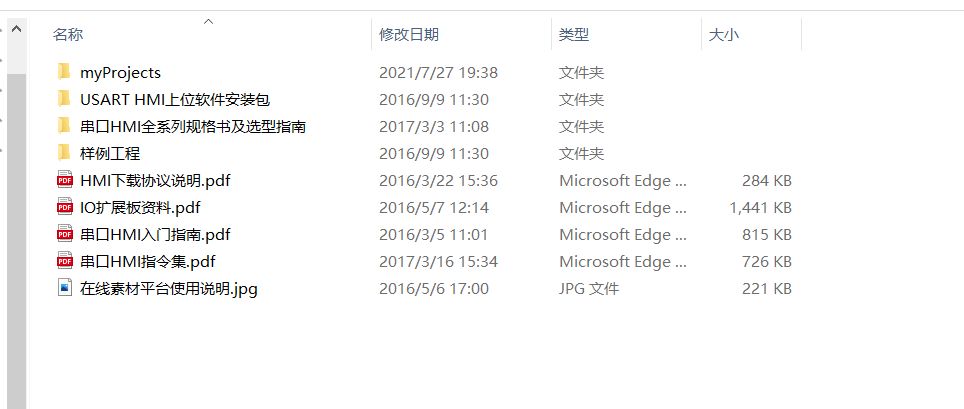 名称 修改日期 类型 大小
myProjects 2021/7/27 19:38 文件夹
USART HMI上位软件安装包 2016/9/9 11:30 文件夹
串口HMI全系列规格书及选型指南 2017/3/3 11:08 文件夹
样例工程 2016/9/9 11:30 文件夹
PDF HMI下载协议说明.pdf 2016/3/22 15:36 Microsoft Edge ... 284 KB
PDF IO扩展板资料.pdf 2016/5/7 12:14 Microsoft Edge ... 1,441 KB
PDF 串口HMI入门指南.pdf 2016/3/5 11:01 Microsoft Edge ... 815 KB
PDF 串口HMI指令集.pdf 2017/3/16 15:34 Microsoft Edge ... 726 KB
在线素材平台使用说明.jpg 2016/5/6 17:00 JPG 文件 221 KB